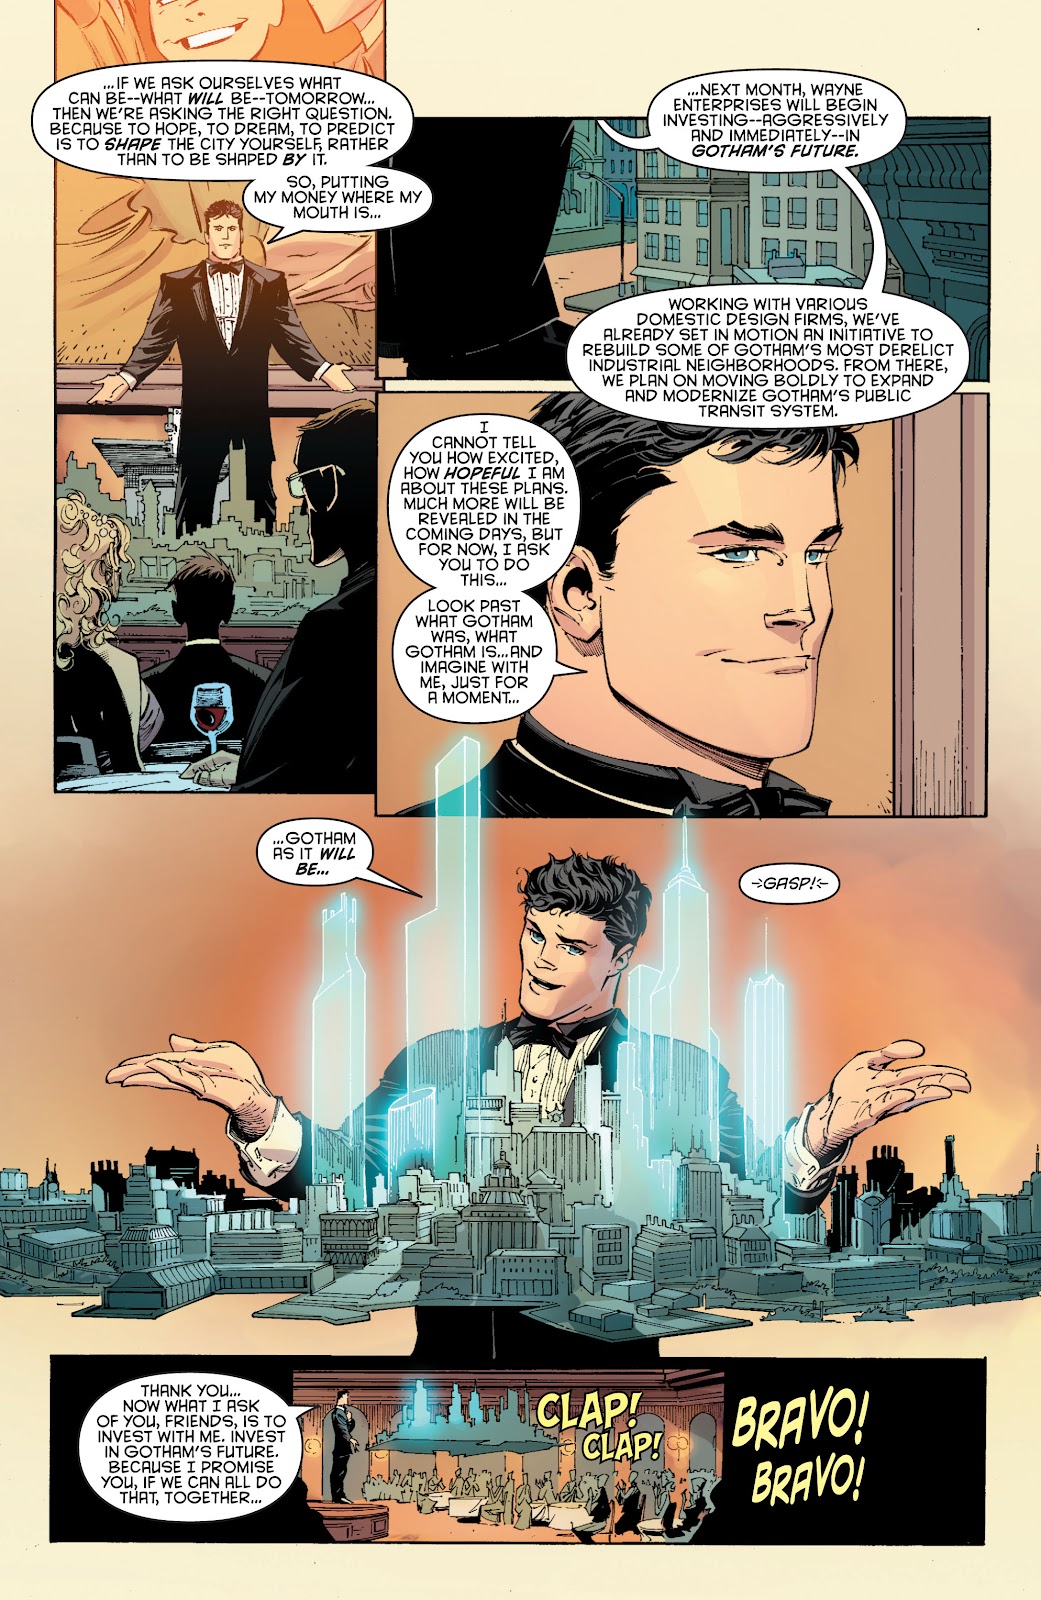 ...IF WE ASK OURSELVES WHAT
CAN BE--WHAT WILL BE--TOMORROW...
THEN WE'RE ASKING THE RIGHT QUESTION.
BECAUSE TO HOPE, TO DREAM, TO PREDICT
IS TO SHAPE THE CITY YOURSELF, RATHER
THAN TO BE SHAPED BY IT.
SO, PUTTING
MY MONEY WHERE MY
MOUTH IS...
...NEXT MONTH, WAYNE
ENTERPRISES WILL BEGIN
INVESTING--AGGRESSIVELY
AND IMMEDIATELY--IN
GOTHAM'S FUTURE.
WORKING WITH VARIOUS
DOMESTIC DESIGN FIRMS, WE'VE
ALREADY SET IN MOTION AN INITIATIVE TO
REBUILD SOME OF GOTHAM'S MOST DERELICT
INDUSTRIAL NEIGHBORHOODS. FROM THERE,
WE PLAN ON MOVING BOLDLY TO EXPAND
AND MODERNIZE GOTHAM'S PUBLIC
TRANSIT SYSTEM.
I
CANNOT TELL
YOU HOW EXCITED,
HOW HOPEFUL I AM
ABOUT THESE PLANS.
MUCH MORE WILL BE
REVEALED IN THE
COMING DAYS, BUT
FOR NOW, I ASK
YOU TO DO
THIS...
LOOK PAST
WHAT GOTHAM
WAS, WHAT
GOTHAM IS...AND
IMAGINE WITH
ME, JUST FOR
A MOMENT...
...GOTHAM
AS IT WILL
BE...
GASP!
THANK YOU...
NOW WHAT I ASK
OF YOU, FRIENDS, IS TO
INVEST WITH ME. INVEST
IN GOTHAM'S FUTURE.
BECAUSE I PROMISE
YOU, IF WE CAN ALL DO
THAT, TOGETHER...
CLAP!
CLAP!
BRAVO!
BRAVO!